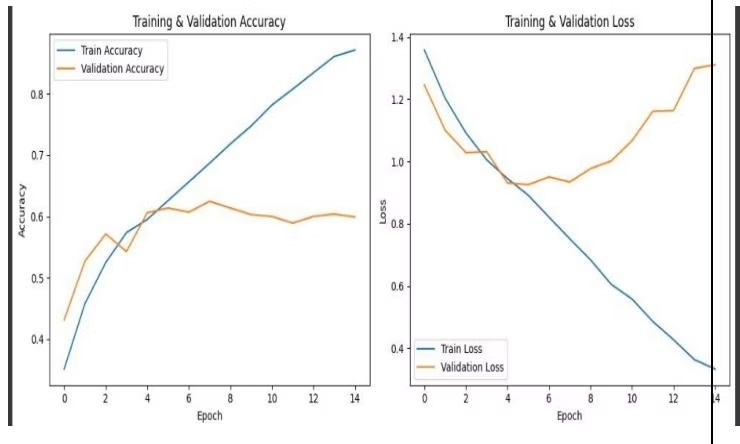 Training & Validation Accuracy
Train Accuracy
Validation Accuracy
0.8
0.7
0.6
0.5
0.4
Accuracy
0 2 4 6 8 10 12 14
Epoch
Training & Validation Loss
1.4
1.2
1.0
0.8
0.6
0.4
Loss
Train Loss
Validation Loss
0 2 4 6 8 10 12 14
Epoch